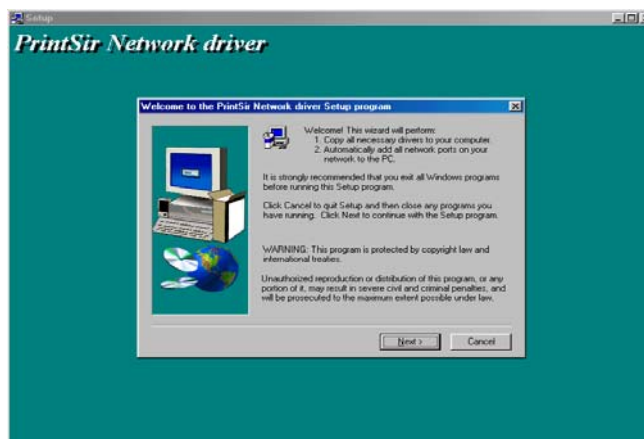 Setup
PrintSir Network driver
Welcome to the PrintSir Network driver Setup program
Welcome! This wizard will perform:
1. Copy all necessary drivers to your computer.
2. Automatically add all network ports on your
network to the PC.
It is strongly recommended that you exit all Windows programs
before running this Setup program.
Click Cancel to quit Setup and then close any programs you
have running. Click Next to continue with the Setup program.
WARNING: This program is protected by copyright law and
international treaties.
Unauthorized reproduction or distribution of this program, or any
portion of it, may result in severe civil and criminal penalties, and
will be prosecuted to the maximum extent possible under law.
Next > Cancel